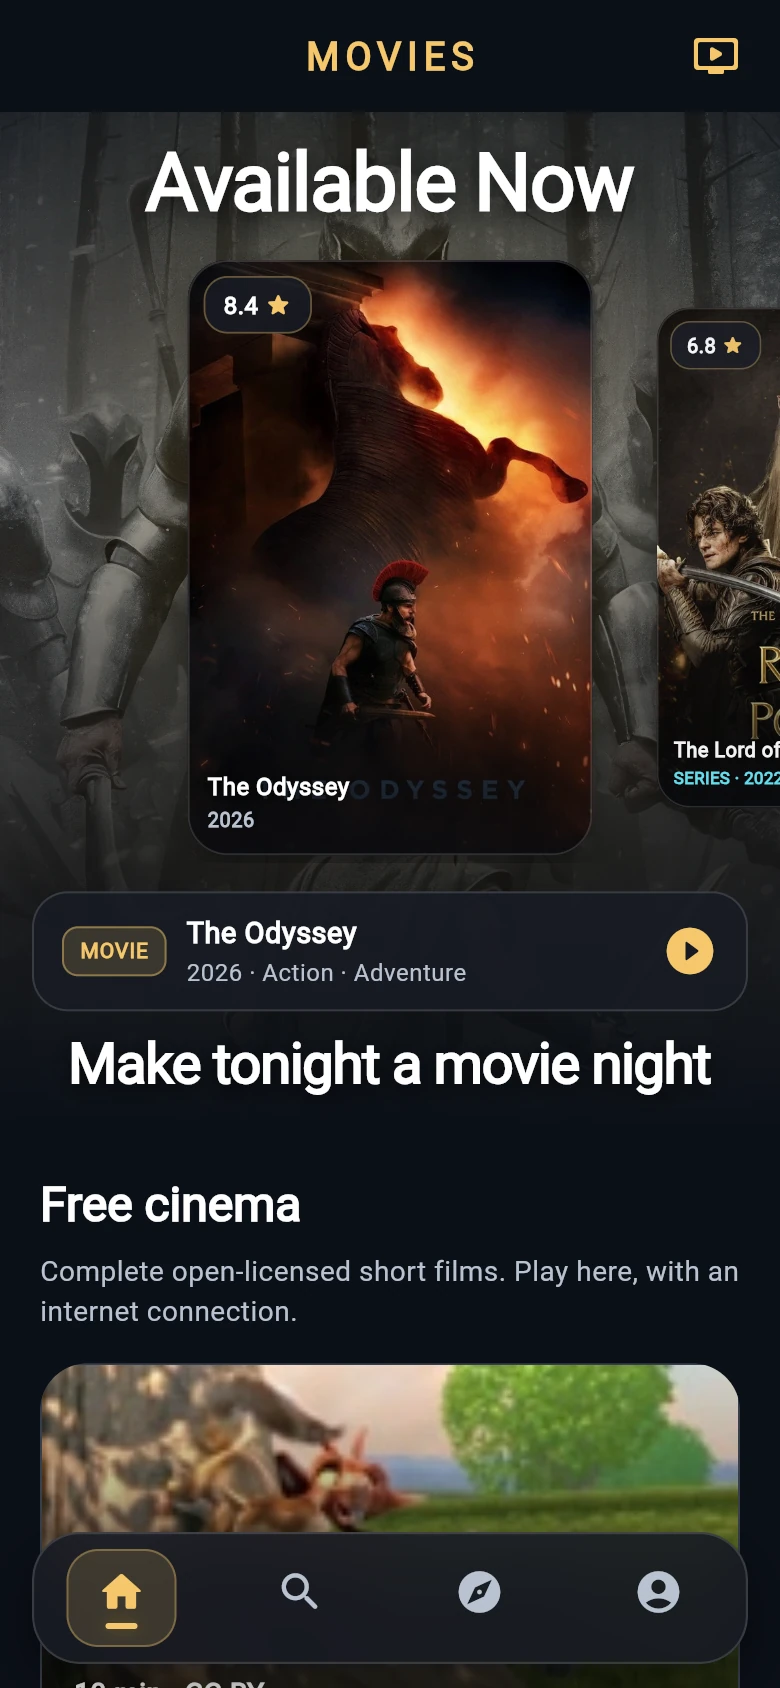 MOVIES
Available Now
8.4
6.8
The Odyssey
ODYSSEY
2026
THE
The Lord of
SERIES · 2022
MOVIE
The Odyssey
2026 · Action · Adventure
Make tonight a movie night
Free cinema
Complete open-licensed short films. Play here, with an
internet connection.